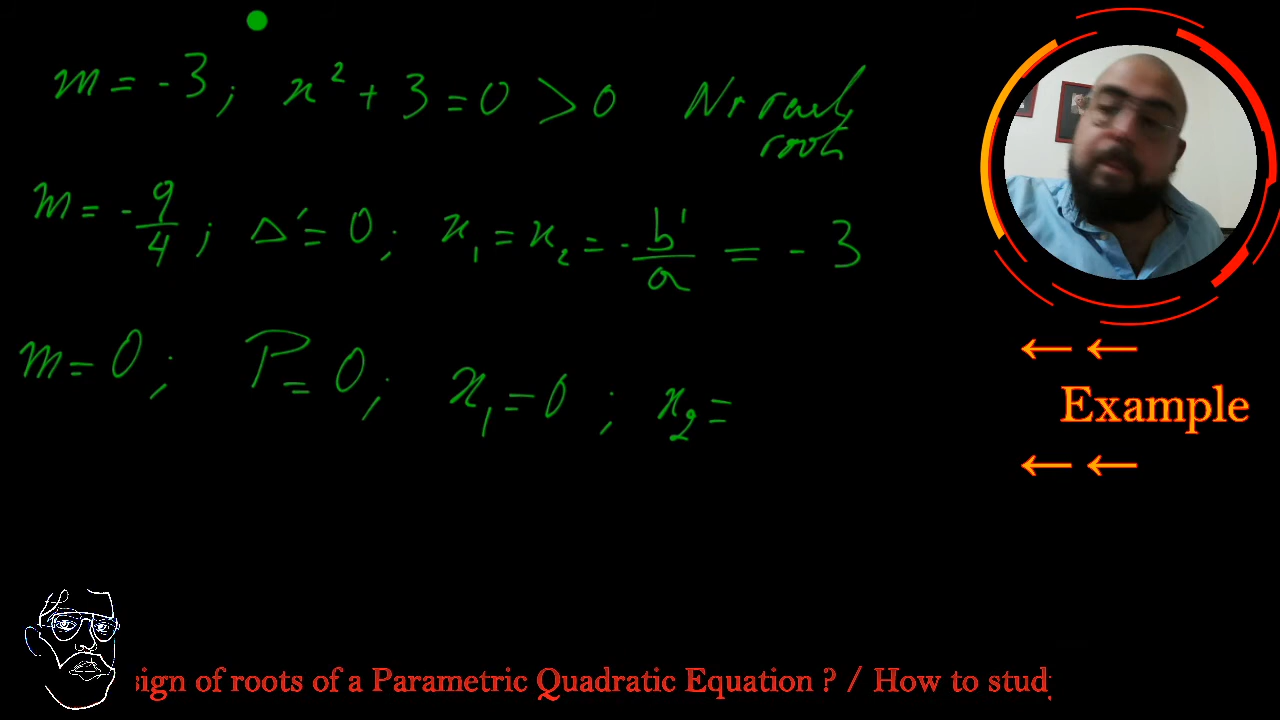 m = -3; x² + 3 = 0 > 0 No real
roots
m = -9/4; Δ' = 0; x₁ = x₂ = -b'/a = -3
m = 0; P = 0; x₁ = 0; x₂ =
← ←
Example
← ←
sign of roots of a Parametric Quadratic Equation ? / How to study